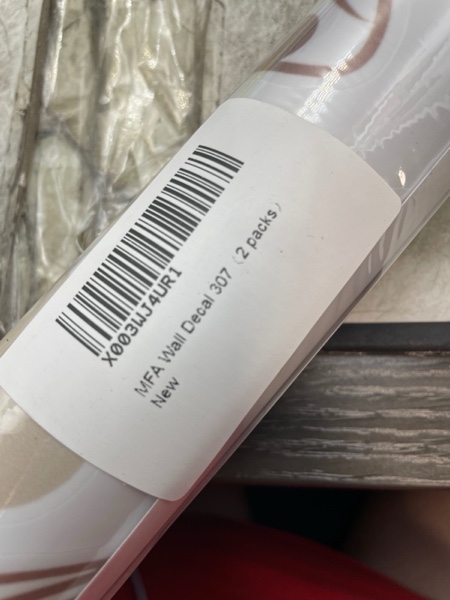 X003WJ4UR1
MFA Wall Decal 307（2 packs）
New